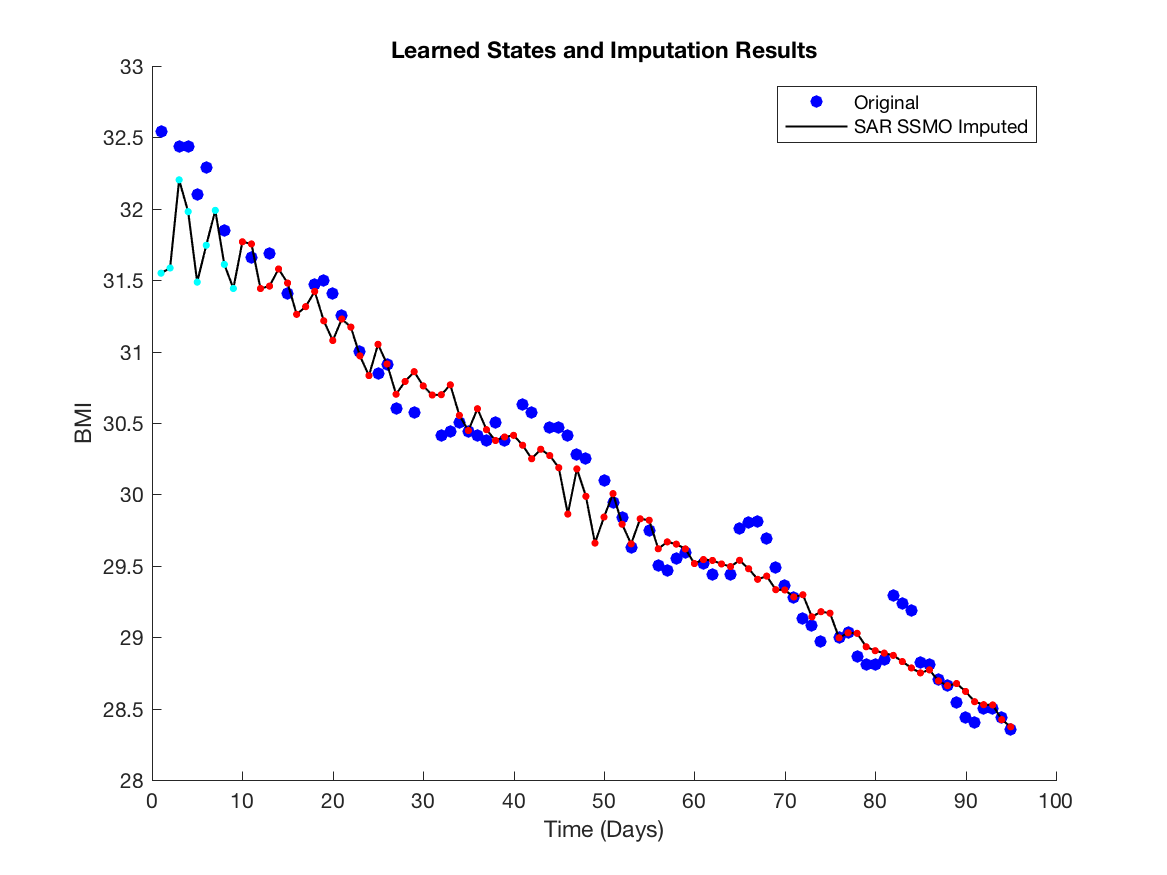 Learned States and Imputation Results
33
32.5
32
31.5
31
30.5
30
29.5
29
28.5
28
BMI
Original
SAR SSMO Imputed
0 10 20 30 40 50 60 70 80 90 100
Time (Days)